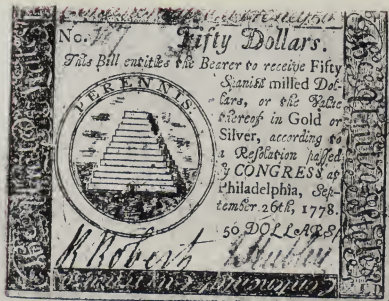 No.
Fifty Dollars.
This Bill entitles the Bearer to receive Fifty
Spanish milled Dol-
lars, or the Value
thereof in Gold or
Silver, according to
a Resolution passed
by CONGRESS at
Philadelphia, Sep-
tember 26th, 1778.
50 DOLLARS
PERENNIS.